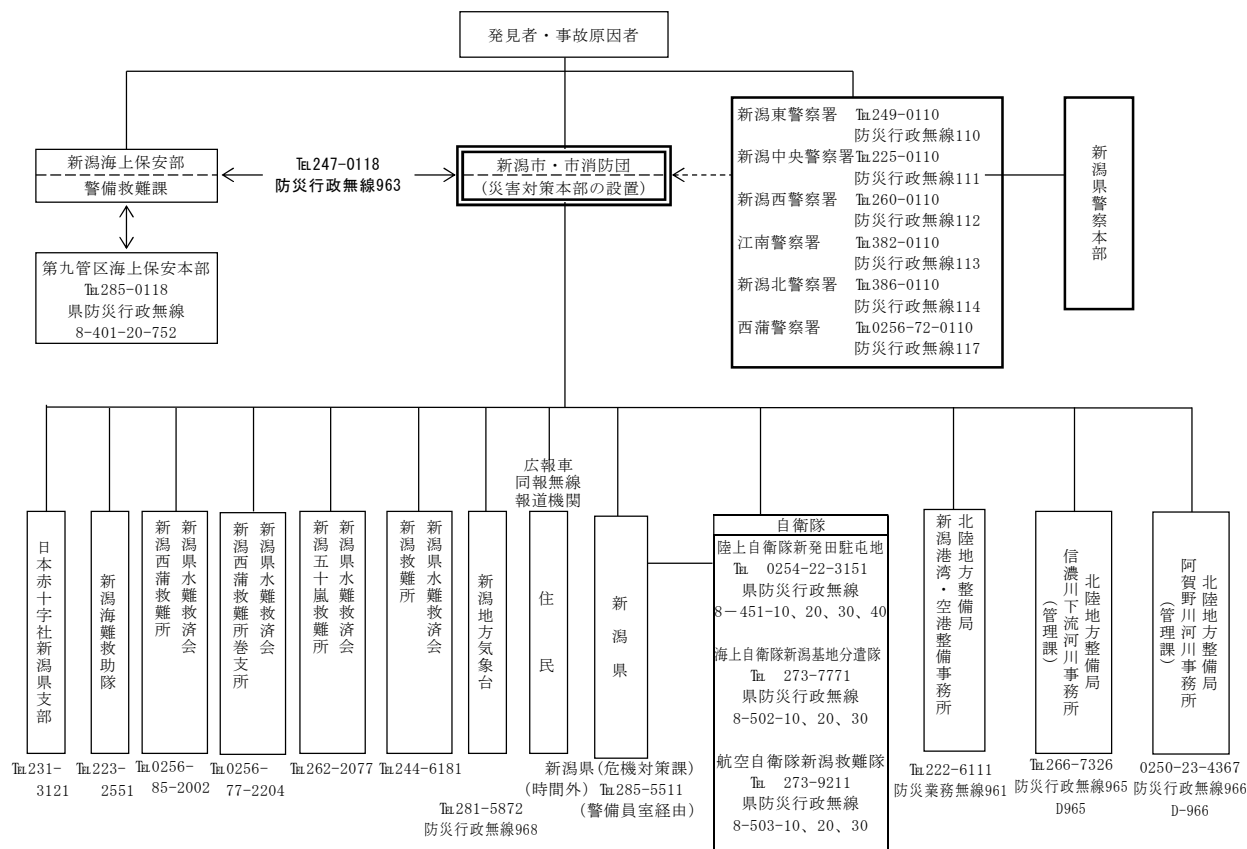 発見者・事故原因者
新潟海上保安部
警備救難課
℡247-0118
防災行政無線963
新潟市・市消防団
(災害対策本部の設置)
新潟東警察署 ℡249-0110
防災行政無線110
新潟中央警察署℡225-0110
防災行政無線111
新潟西警察署 ℡260-0110
防災行政無線112
江南警察署 ℡382-0110
防災行政無線113
新潟北警察署 ℡386-0110
防災行政無線114
西蒲警察署 ℡0256-72-0110
防災行政無線117
新潟県警察本部
第九管区海上保安本部
℡285-0118
県防災行政無線
8-401-20-752
日本赤十字社新潟県支部
℡231-
3121
新潟海難救助隊
℡223-
2551
新潟県水難救済会
新潟西蒲救難所
℡0256-
85-2002
新潟県水難救済会
新潟西蒲救難所巻支所
℡0256-
77-2204
新潟県水難救済会
新潟五十嵐救難所
℡262-2077
新潟県水難救済会
新潟救難所
℡244-6181
新潟地方気象台
℡281-5872
防災行政無線968
広報車
同報無線
報道機関
住民
新潟県
新潟県(危機対策課)
(時間外) ℡285-5511
(警備員室経由)
自衛隊
陸上自衛隊新発田駐屯地
℡ 0254-22-3151
県防災行政無線
8－451-10、20、30、40
海上自衛隊新潟基地分遣隊
℡ 273-7771
県防災行政無線
8-502-10、20、30
航空自衛隊新潟救難隊
℡ 273-9211
県防災行政無線
8-503-10、20、30
北陸地方整備局
新潟港湾・空港整備事務所
℡222-6111
防災業務無線961
北陸地方整備局
信濃川下流河川事務所
(管理課)
℡266-7326
防災行政無線965
D965
北陸地方整備局
阿賀野川河川事務所
(管理課)
0250-23-4367
防災行政無線966
D-966